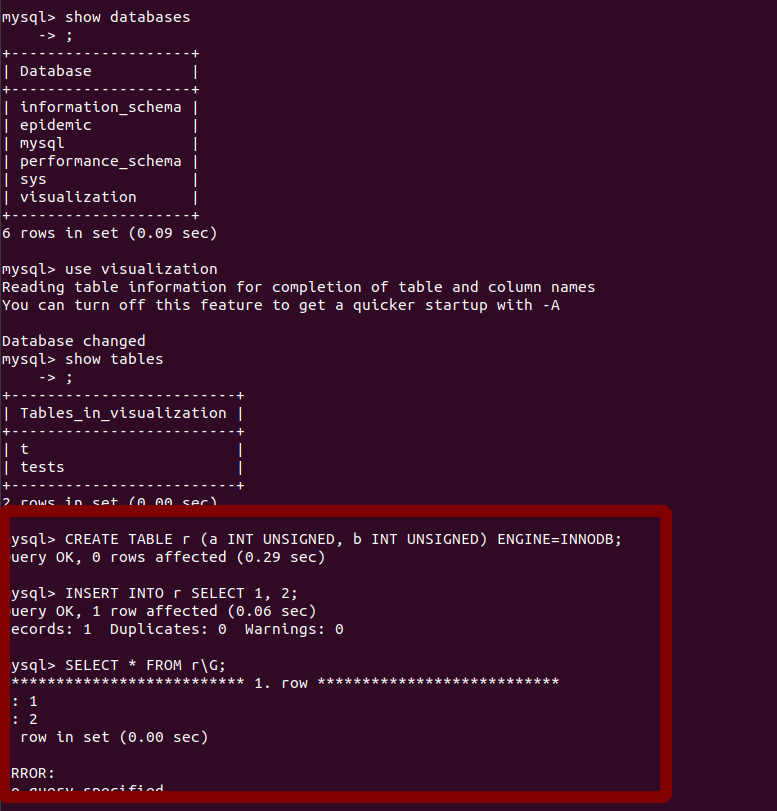 mysql> show databases
    -> ;
+--------------------+
| Database           |
+--------------------+
| information_schema |
| epidemic           |
| mysql              |
| performance_schema |
| sys                |
| visualization      |
+--------------------+
6 rows in set (0.09 sec)
mysql> use visualization
Reading table information for completion of table and column names
You can turn off this feature to get a quicker startup with -A
Database changed
mysql> show tables
    -> ;
+-------------------------+
| Tables_in_visualization |
+-------------------------+
| t                       |
| tests                   |
+-------------------------+
2 rows in set (0.00 sec)
ysql> CREATE TABLE r (a INT UNSIGNED, b INT UNSIGNED) ENGINE=INNODB;
uery OK, 0 rows affected (0.29 sec)
ysql> INSERT INTO r SELECT 1, 2;
uery OK, 1 row affected (0.06 sec)
ecords: 1  Duplicates: 0  Warnings: 0
ysql> SELECT * FROM r\G;
************************** 1. row ***************************
: 1
: 2
row in set (0.00 sec)
RROR:
o query specified